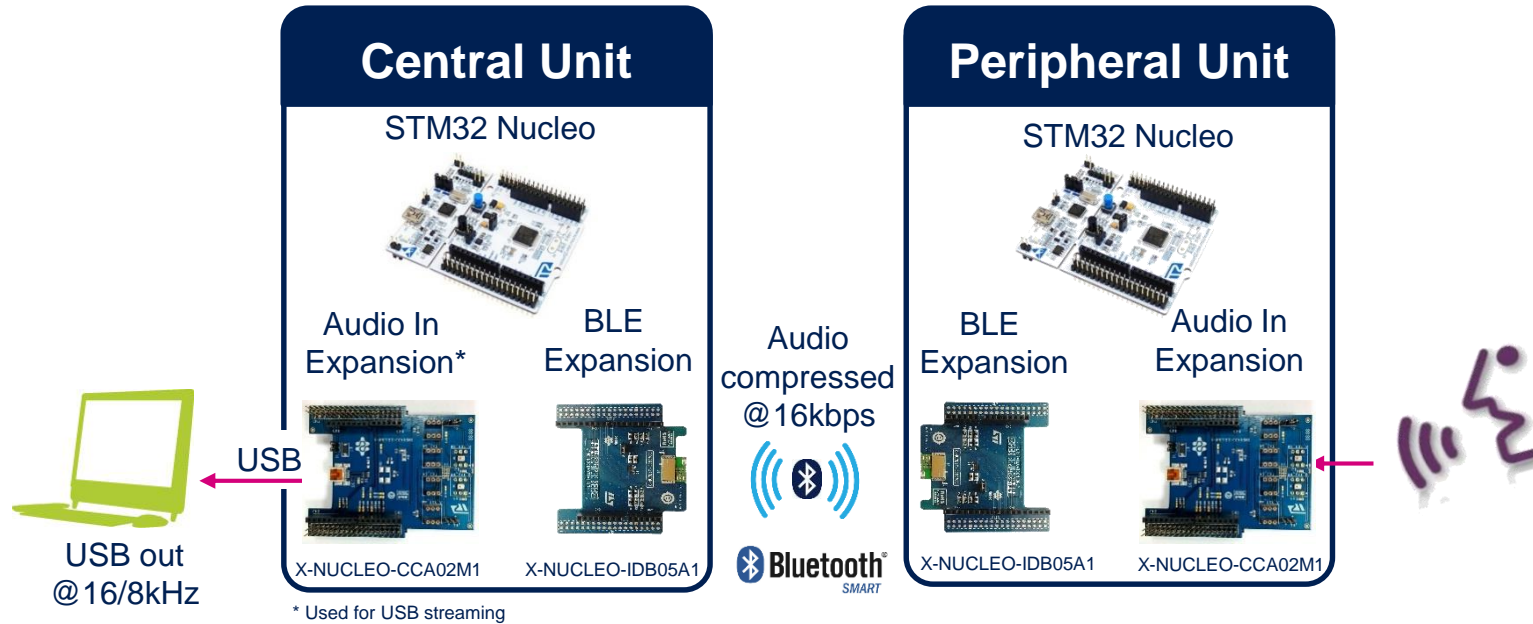 Central Unit
STM32 Nucleo
Audio In
Expansion*
BLE
Expansion
X-NUCLEO-CCA02M1
X-NUCLEO-IDB05A1
* Used for USB streaming
USB
USB out
@16/8kHz
Audio
compressed
@16kbps
Bluetooth®
SMART
Peripheral Unit
STM32 Nucleo
BLE
Expansion
Audio In
Expansion
X-NUCLEO-IDB05A1
X-NUCLEO-CCA02M1